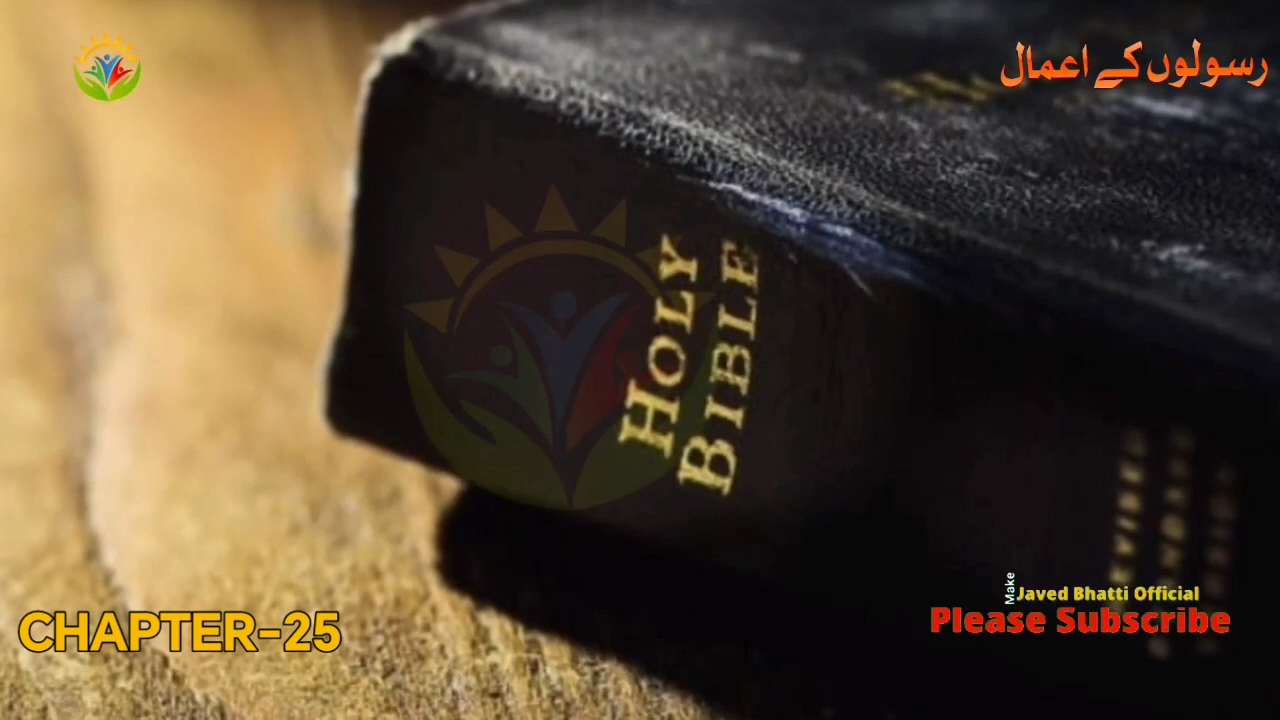 رسولوں کے اعمال
HOLY
BIBLE
CHAPTER-25
Make
Javed Bhatti Official
Please Subscribe